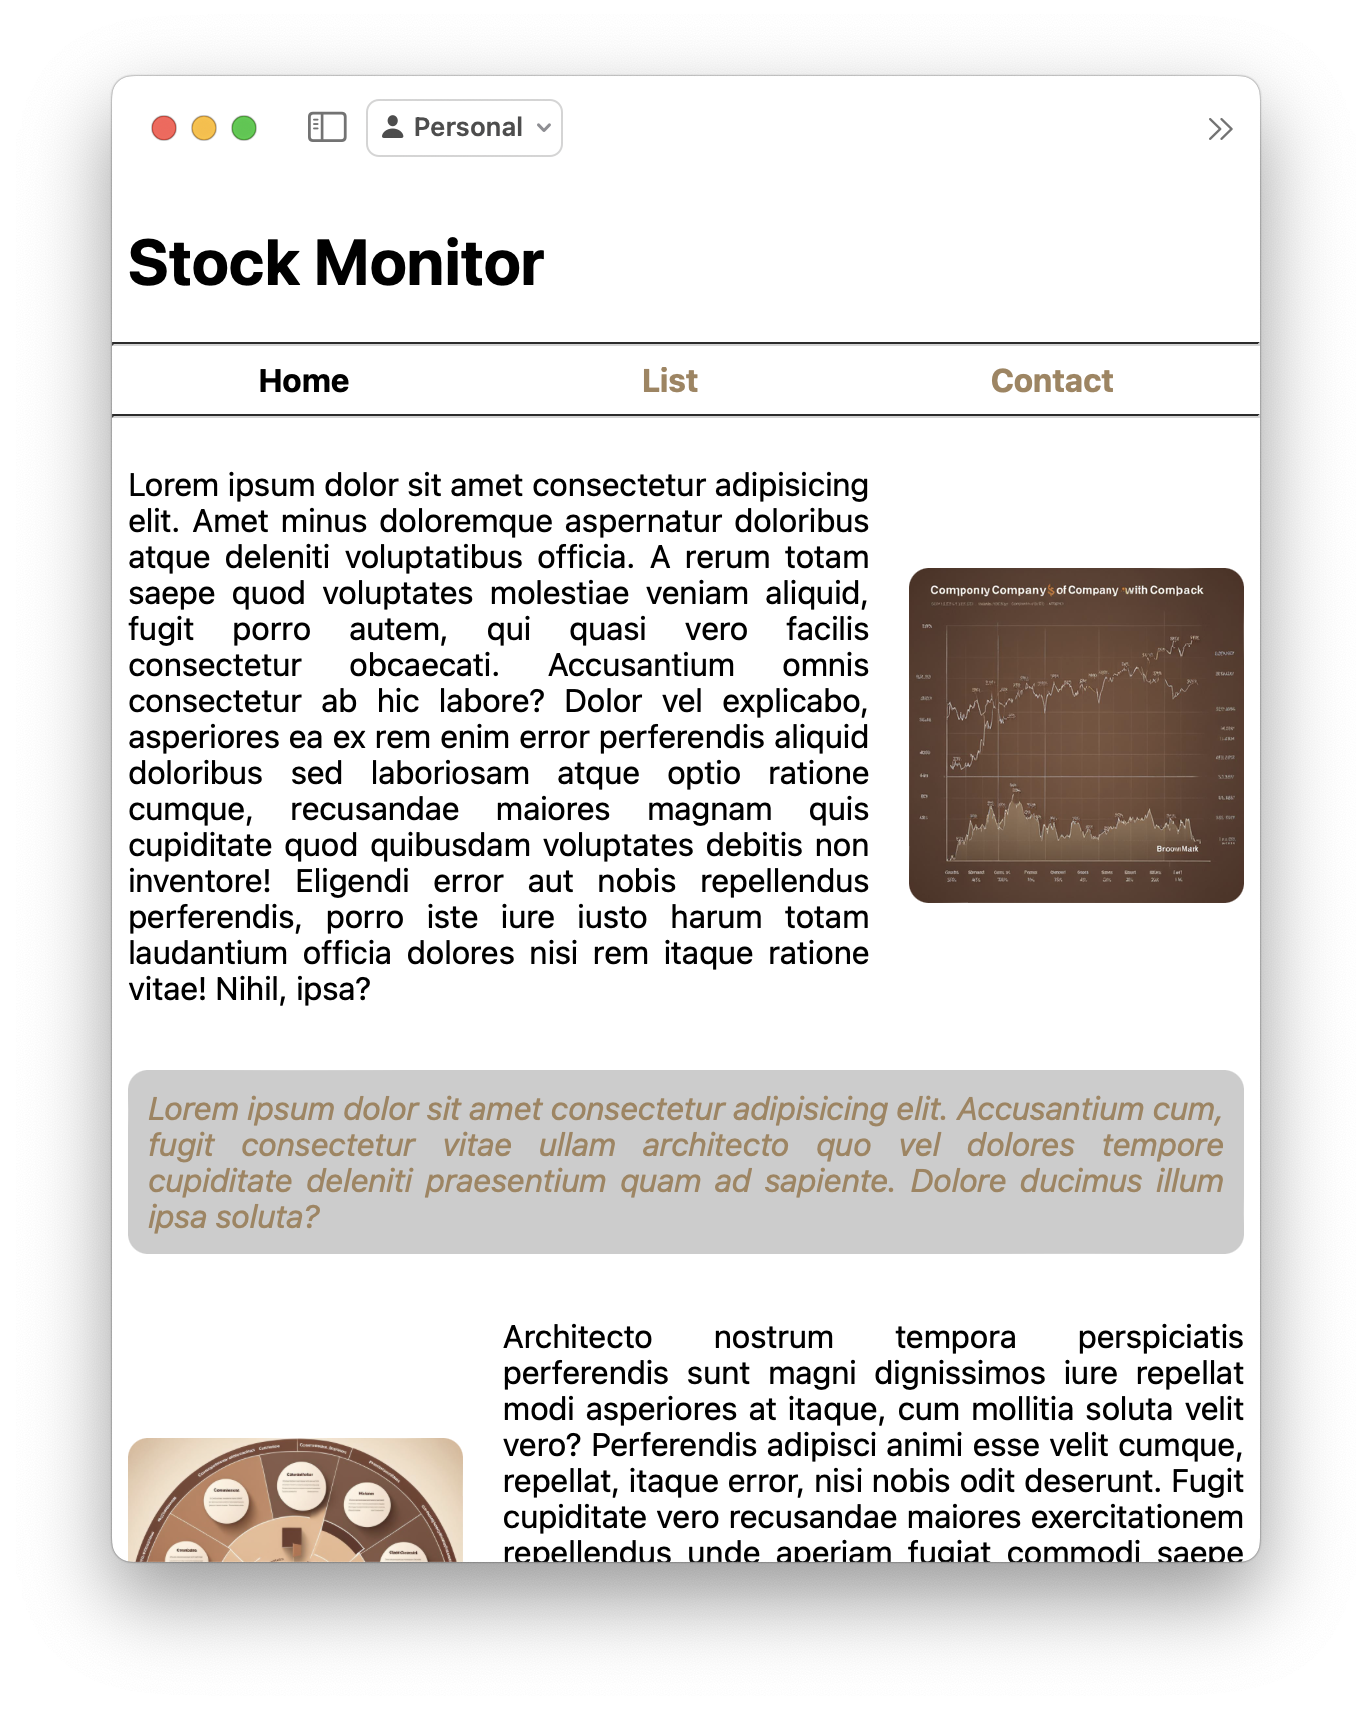 Personal
Stock Monitor
Home List Contact
Lorem ipsum dolor sit amet consectetur adipisicing
elit. Amet minus doloremque aspernatur doloribus
atque deleniti voluptatibus officia. A rerum totam
saepe quod voluptates molestiae veniam aliquid,
fugit porro autem, qui quasi vero facilis
consectetur obcaecati. Accusantium omnis
consectetur ab hic labore? Dolor vel explicabo,
asperiores ea ex rem enim error perferendis aliquid
doloribus sed laboriosam atque optio ratione
cumque, recusandae maiores magnam quis
cupiditate quod quibusdam voluptates debitis non
inventore! Eligendi error aut nobis repellendus
perferendis, porro iste iure iusto harum totam
laudantium officia dolores nisi rem itaque ratione
vitae! Nihil, ipsa?
Company $ of Company with
Lorem ipsum dolor sit amet consectetur adipisicing elit. Accusantium cum,
fugit consectetur vitae ullam architecto quo vel dolores tempore
cupiditate deleniti praesentium quam ad sapiente. Dolore ducimus illum
ipsa soluta?
Architecto nostrum tempora perspiciatis
perferendis sunt magni dignissimos iure repellat
modi asperiores at itaque, cum mollitia soluta velit
vero? Perferendis adipisci animi esse velit cumque,
repellat, itaque error, nisi nobis odit deserunt. Fugit
cupiditate vero recusandae maiores exercitationem
repellendus unde aperiam fugiat commodi saepe